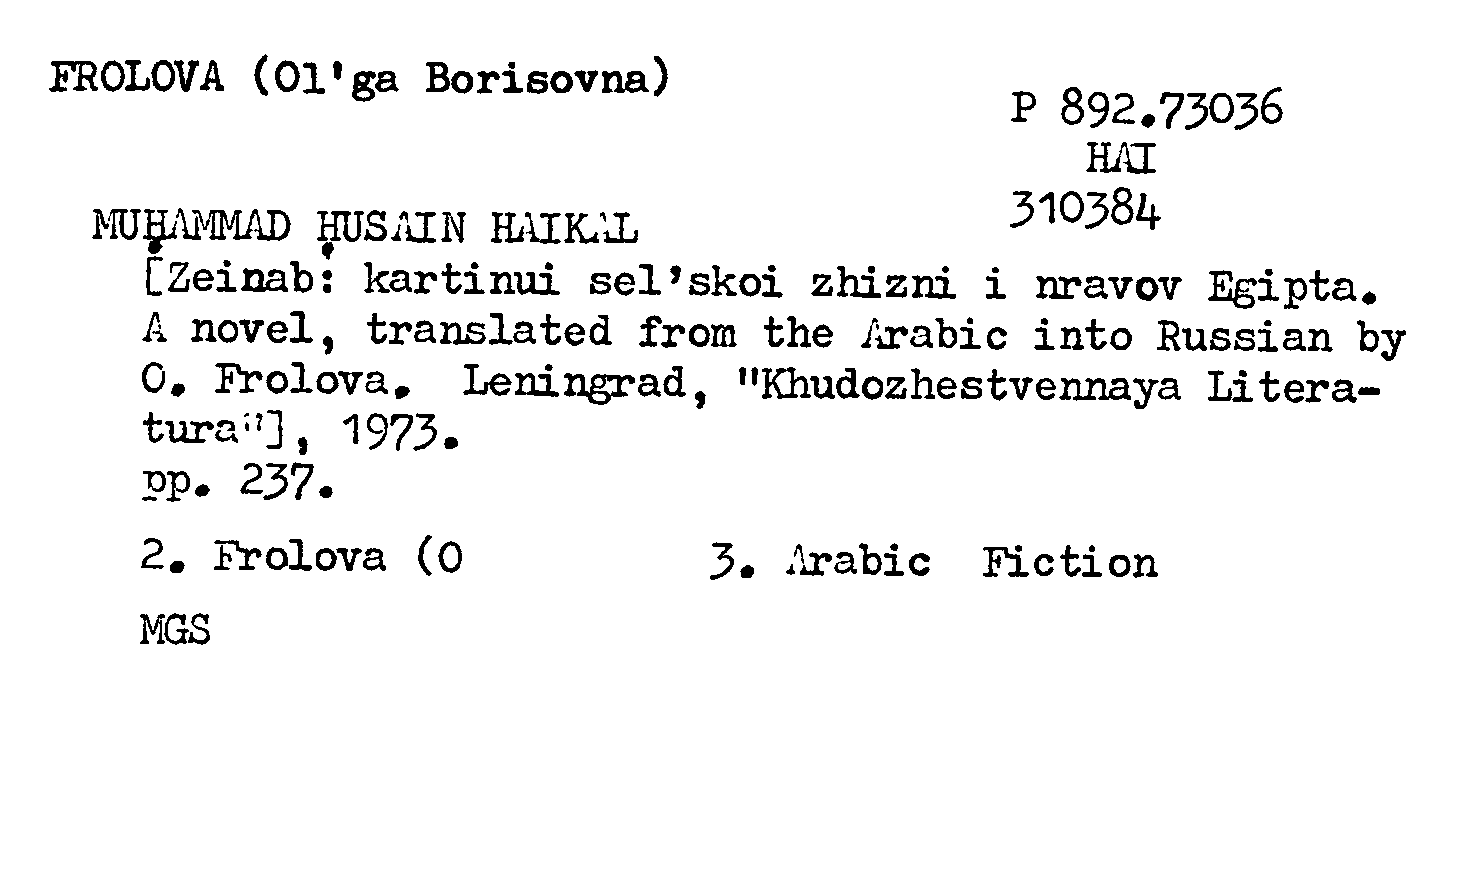 FROLOVA (Ol'ga Borisovna)
P 892.73036
HAI
310384
MUḤAMMAD ḤUSAIN HAIKAL
[Zeinab: kartinui sel'skoi zhizni i nravov Egipta.
A novel, translated from the Arabic into Russian by
O. Frolova. Leningrad, "Khudozhestvennaya Litera-
tura"], 1973.
pp. 237.
2. Frolova (O
3. Arabic Fiction
MGS